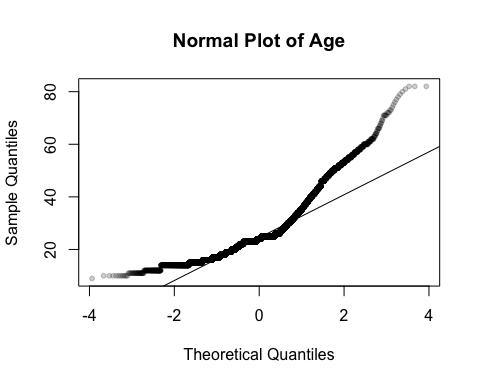 Normal Plot of Age
Sample Quantiles
80
60
40
20
-4 -2 0 2 4
Theoretical Quantiles